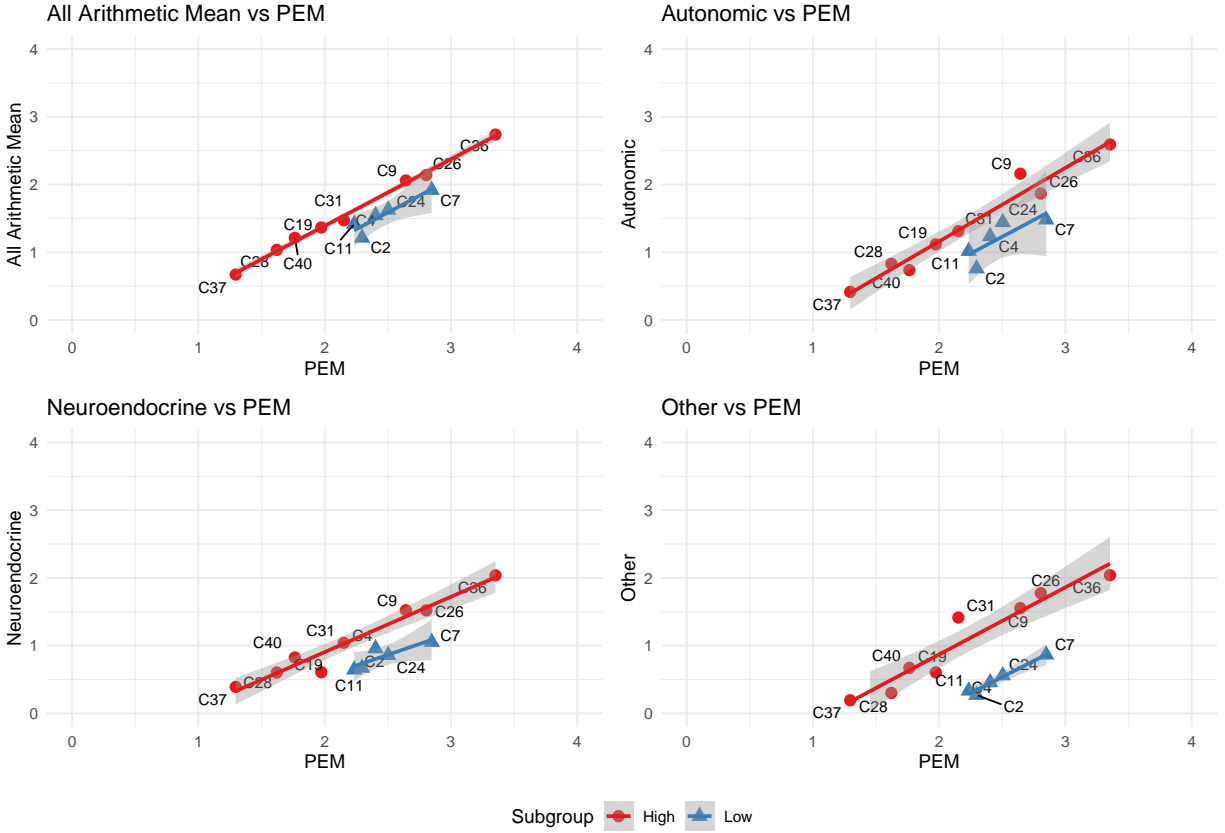 All Arithmetic Mean vs PEM
All Arithmetic Mean
4
3
2
1
0
C36
C26
C9
C7
C24
C31
C4
C19
C11
C2
C28
C40
C37
0 1 2 3 4
PEM
Autonomic vs PEM
Autonomic
4
3
2
1
0
C9
C36
C26
C24
C31
C7
C19
C4
C28
C11
C2
C40
C37
0 1 2 3 4
PEM
Neuroendocrine vs PEM
Neuroendocrine
4
3
2
1
0
C36
C9
C26
C31
C4
C7
C40
C19
C2
C24
C28
C11
C37
0 1 2 3 4
PEM
Other vs PEM
Other
4
3
2
1
0
C26
C36
C31
C9
C7
C40
C19
C24
C11
C4
C28
C2
C37
0 1 2 3 4
PEM
Subgroup High Low